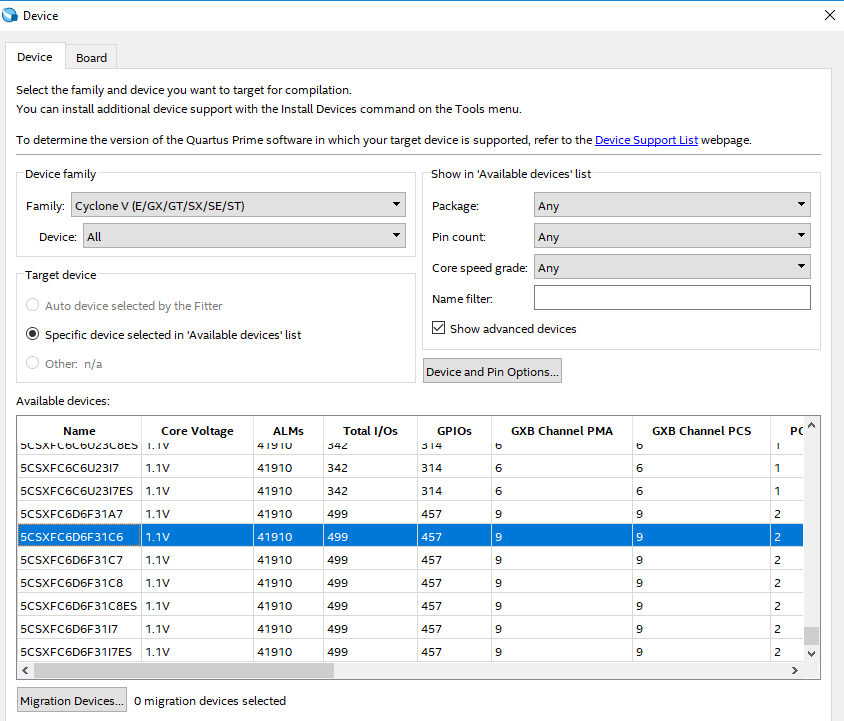 Device
Device Board
Select the family and device you want to target for compilation.
You can install additional device support with the Install Devices command on the Tools menu.
To determine the version of the Quartus Prime software in which your target device is supported, refer to the Device Support List webpage.
Device family
Family: Cyclone V (E/GX/GT/SX/SE/ST)
Device: All
Target device
Auto device selected by the Fitter
Specific device selected in 'Available devices' list
Other: n/a
Show in 'Available devices' list
Package: Any
Pin count: Any
Core speed grade: Any
Name filter:
Show advanced devices
Device and Pin Options...
Available devices:
Name Core Voltage ALMs Total I/Os GPIOs GXB Channel PMA GXB Channel PCS PC
5CSXFC6C6U23C8ES 1.1V 41910 342 314 6 6 1
5CSXFC6C6U23I7 1.1V 41910 342 314 6 6 1
5CSXFC6C6U23I7ES 1.1V 41910 342 314 6 6 1
5CSXFC6D6F31A7 1.1V 41910 499 457 9 9 2
5CSXFC6D6F31C6 1.1V 41910 499 457 9 9 2
5CSXFC6D6F31C7 1.1V 41910 499 457 9 9 2
5CSXFC6D6F31C8 1.1V 41910 499 457 9 9 2
5CSXFC6D6F31C8ES 1.1V 41910 499 457 9 9 2
5CSXFC6D6F31I7 1.1V 41910 499 457 9 9 2
5CSXFC6D6F31I7ES 1.1V 41910 499 457 9 9 2
Migration Devices... 0 migration devices selected